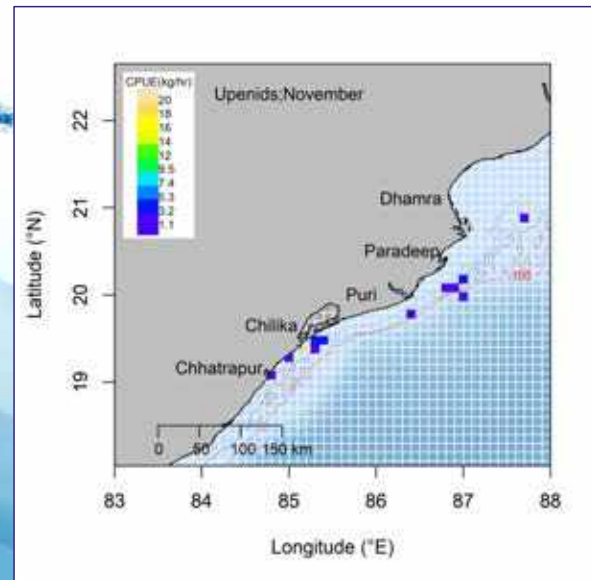 CPUE(kg/hr)
20
18
16
14
12
9.5
7.4
5.3
3.2
1.1
Upenids;November
Dhamra
Paradeep
Puri
Chilika
Chhatrapur
100
0 50 100 150 km
22
21
20
19
Latitude (°N)
83 84 85 86 87 88
Longitude (°E)